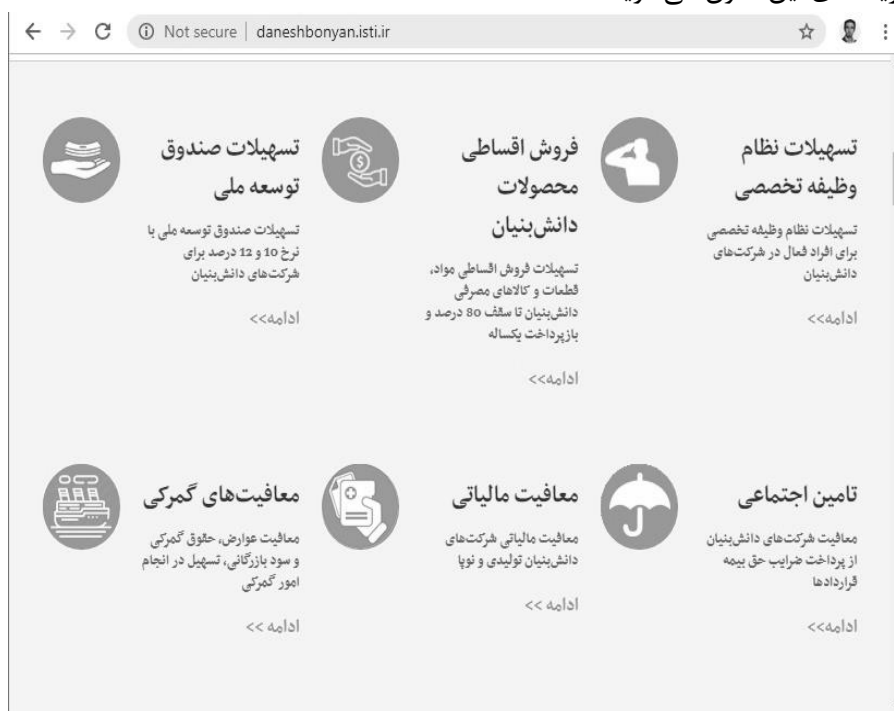 Not secure | daneshbonyan.isti.ir
تسهیلات نظام
وظیفه تخصصی
تسهیلات نظام وظیفه تخصصی
برای افراد فعال در شرکت‌های
دانش‌بنیان
ادامه>>
فروش اقساطی
محصولات
دانش‌بنیان
تسهیلات فروش اقساطی مواد،
قطعات و کالاهای مصرفی
دانش‌بنیان تا سقف 80 درصد و
بازپرداخت یکساله
ادامه>>
تسهیلات صندوق
توسعه ملی
تسهیلات صندوق توسعه ملی با
نرخ 10 و 12 درصد برای
شرکت‌های دانش‌بنیان
ادامه>>
تامین اجتماعی
معافیت شرکت‌های دانش‌بنیان
از پرداخت ضرایب حق بیمه
قراردادها
ادامه>>
معافیت مالیاتی
معافیت مالیاتی شرکت‌های
دانش‌بنیان تولیدی و نوپا
ادامه >>
معافیت‌های گمرکی
معافیت عوارض، حقوق گمرکی
و سود بازرگانی، تسهیل در انجام
امور گمرکی
ادامه >>